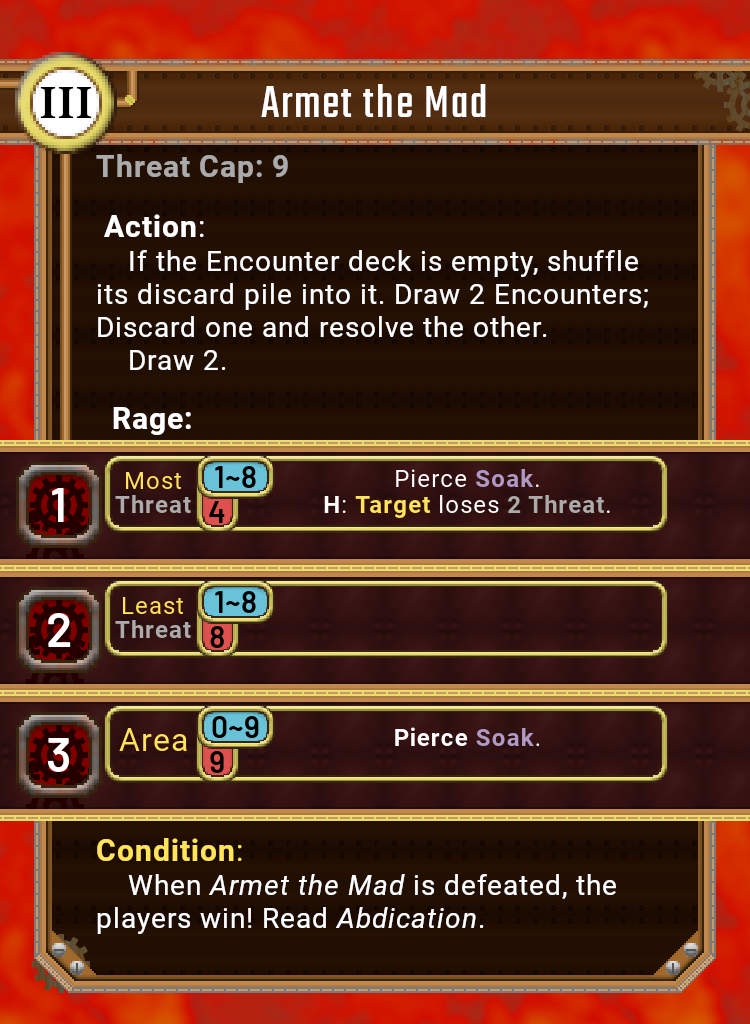 III
Armet the Mad
Threat Cap: 9
Action:
If the Encounter deck is empty, shuffle
its discard pile into it. Draw 2 Encounters;
Discard one and resolve the other.
Draw 2.
Rage:
1
Most
Threat
1~8
4
Pierce Soak.
H: Target loses 2 Threat.
2
Least
Threat
1~8
8
3
Area
0~9
9
Pierce Soak.
Condition:
When Armet the Mad is defeated, the
players win! Read Abdication.